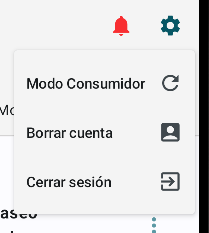 Modo Consumidor
Borrar cuenta
Cerrar sesión